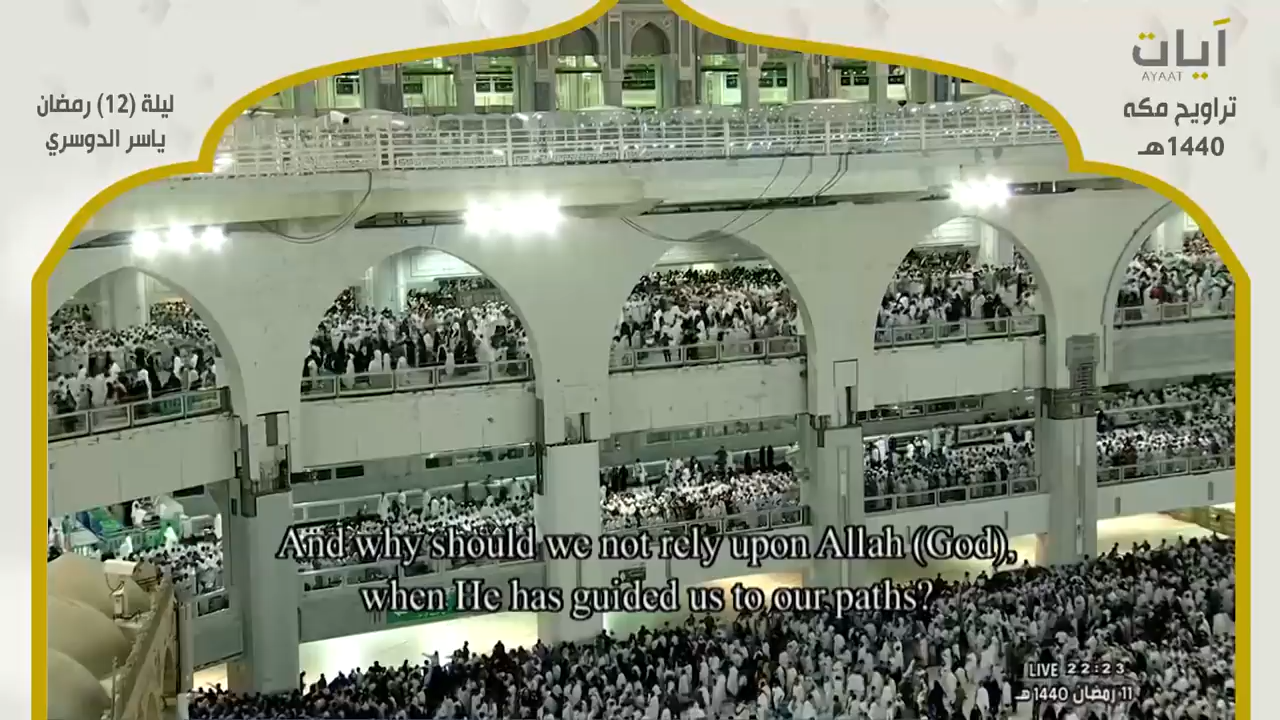 آيات
AYAAT
تراويح مكه
1440هـ
ليلة (12) رمضان
ياسر الدوسري
And why should we not rely upon Allah (God),
when He has guided us to our paths?
LIVE 22:23
11 رمضان 1440هـ